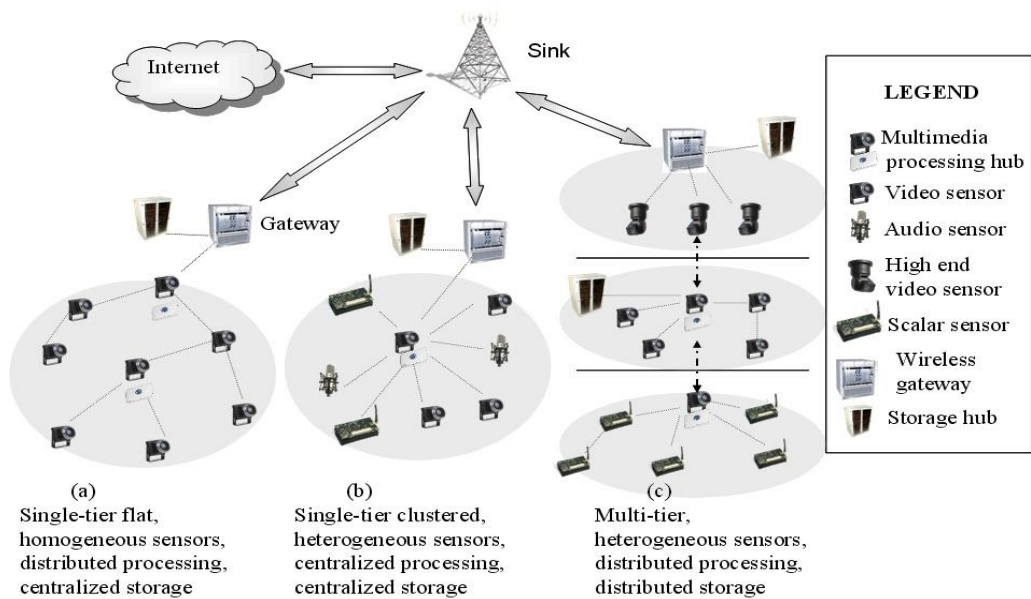 Internet
Sink
Gateway
LEGEND
Multimedia
processing hub
Video sensor
Audio sensor
High end
video sensor
Scalar sensor
Wireless
gateway
Storage hub
(a)
Single-tier flat,
homogeneous sensors,
distributed processing,
centralized storage
(b)
Single-tier clustered,
heterogeneous sensors,
centralized processing,
centralized storage
(c)
Multi-tier,
heterogeneous sensors,
distributed processing,
distributed storage